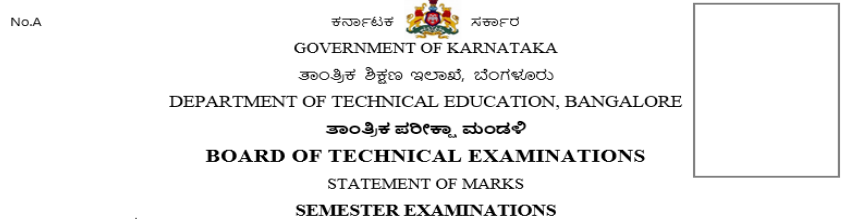 No.A
ಕರ್ನಾಟಕ ಸರ್ಕಾರ
GOVERNMENT OF KARNATAKA
ತಾಂತ್ರಿಕ ಶಿಕ್ಷಣ ಇಲಾಖೆ, ಬೆಂಗಳೂರು
DEPARTMENT OF TECHNICAL EDUCATION, BANGALORE
ತಾಂತ್ರಿಕ ಪರೀಕ್ಷಾ ಮಂಡಳಿ
BOARD OF TECHNICAL EXAMINATIONS
STATEMENT OF MARKS
SEMESTER EXAMINATIONS